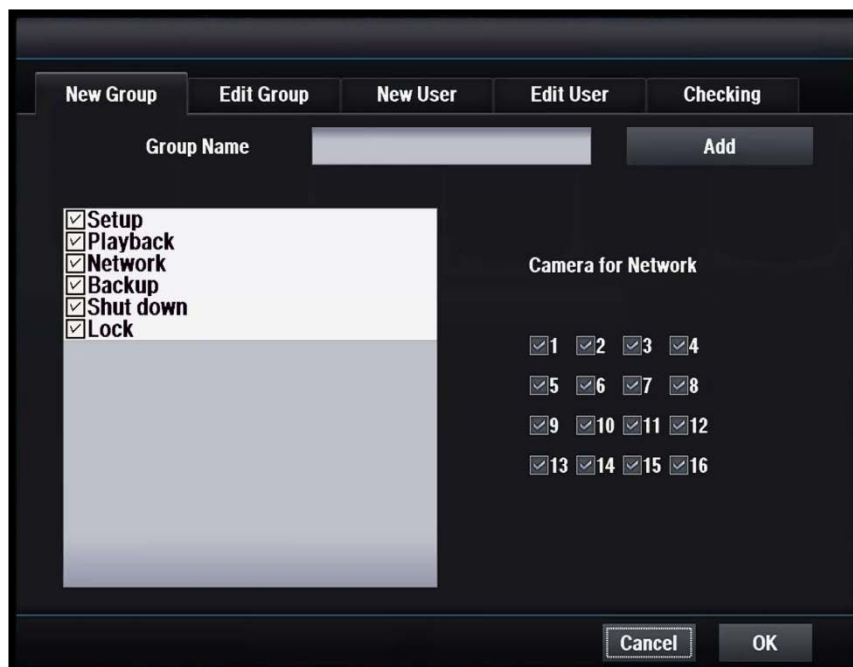 New Group Edit Group New User Edit User Checking
Group Name Add
Setup
Playback
Network
Backup
Shut down
Lock
Camera for Network
1 2 3 4
5 6 7 8
9 10 11 12
13 14 15 16
Cancel OK